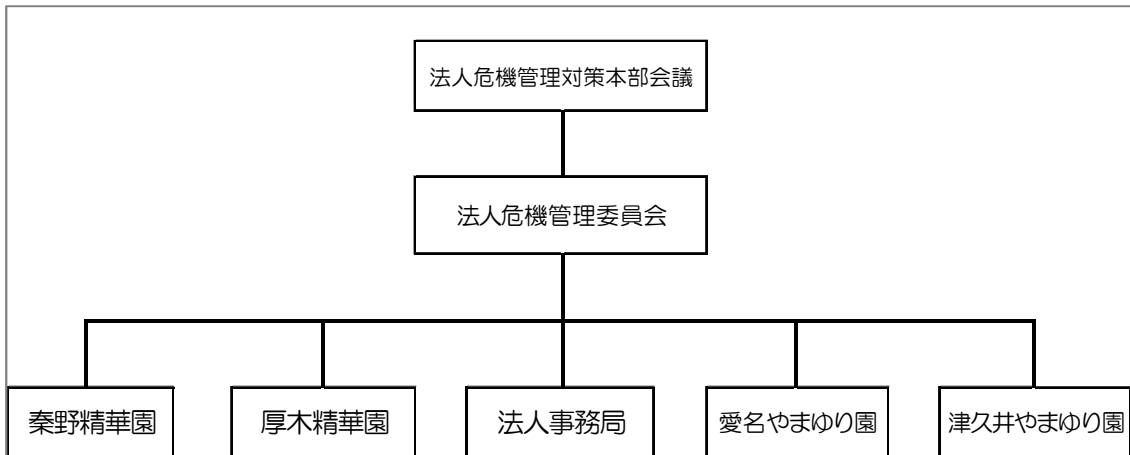 法人危機管理対策本部会議
法人危機管理委員会
秦野精華園
厚木精華園
法人事務局
愛名やまゆり園
津久井やまゆり園